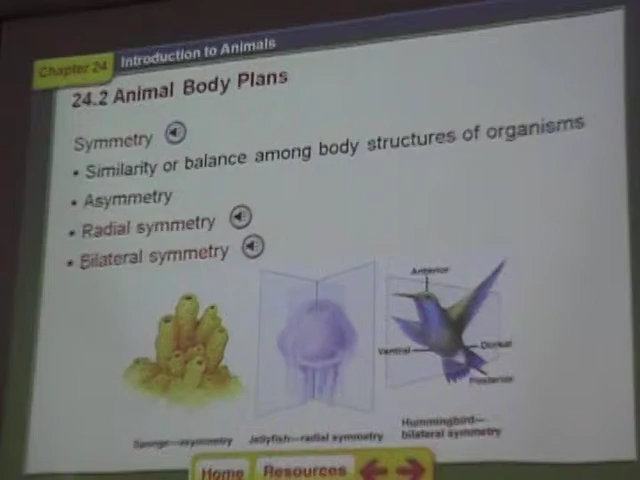 Chapter 24 Introduction to Animals
24.2 Animal Body Plans
Symmetry
• Similarity or balance among body structures of organisms
• Asymmetry
• Radial symmetry
• Bilateral symmetry
Anterior
Ventral
Dorsal
Posterior
Sponge—asymmetry
Jellyfish—radial symmetry
Hummingbird—
bilateral symmetry
Home Resources